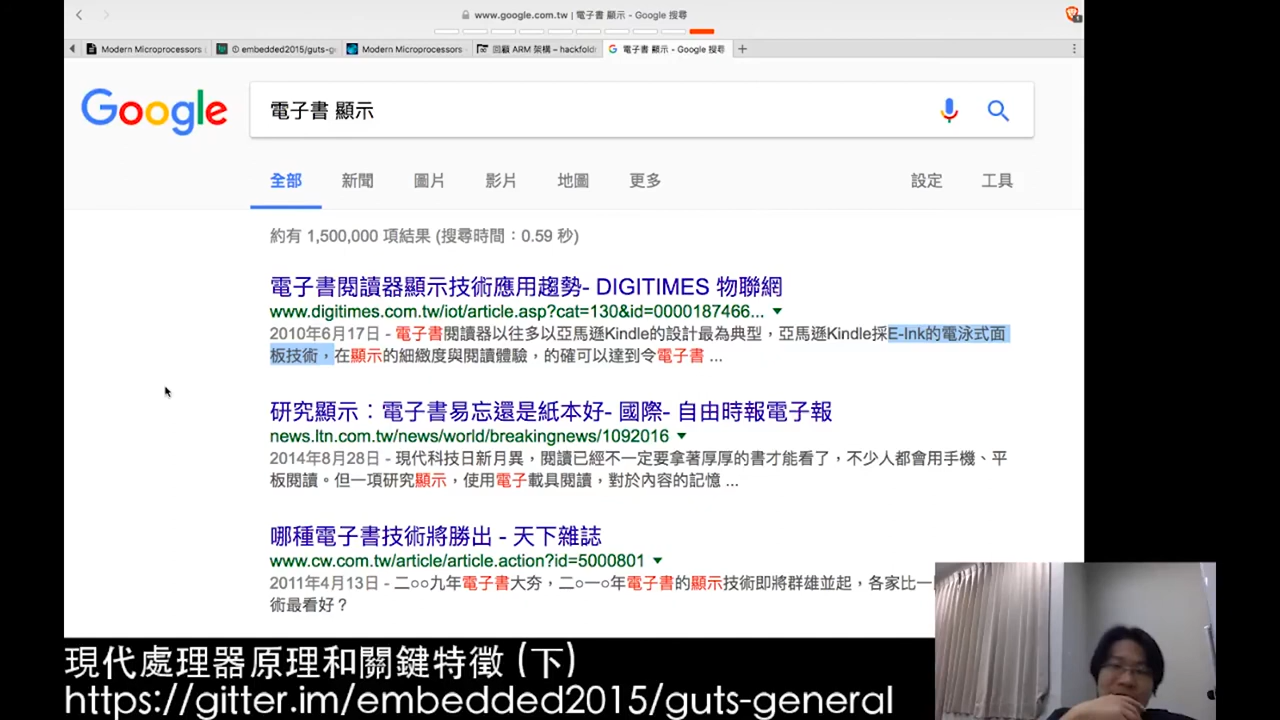 www.google.com.tw | 電子書 顯示 - Google 搜尋
Modern Microprocessors
embedded2015/guts-g
Modern Microprocessors
回顧 ARM 架構 – hackfold
電子書 顯示 - Google 搜尋
Google
電子書 顯示
全部 新聞 圖片 影片 地圖 更多 設定 工具
約有 1,500,000 項結果 (搜尋時間：0.59 秒)
電子書閱讀器顯示技術應用趨勢- DIGITIMES 物聯網
www.digitimes.com.tw/iot/article.asp?cat=130&id=0000187466...
2010年6月17日 - 電子書閱讀器以往多以亞馬遜Kindle的設計最為典型，亞馬遜Kindle採E-Ink的電泳式面
板技術，在顯示的細緻度與閱讀體驗，的確可以達到令電子書 ...
研究顯示：電子書易忘還是紙本好- 國際- 自由時報電子報
news.ltn.com.tw/news/world/breakingnews/1092016
2014年8月28日 - 現代科技日新月異，閱讀已經不一定要拿著厚厚的書才能看了，不少人都會用手機、平
板閱讀。但一項研究顯示，使用電子載具閱讀，對於內容的記憶 ...
哪種電子書技術將勝出 - 天下雜誌
www.cw.com.tw/article/article.action?id=5000801
2011年4月13日 - 二○○九年電子書大夯，二○一○年電子書的顯示技術即將群雄並起，各家比一
術最看好？
現代處理器原理和關鍵特徵 (下)
https://gitter.im/embedded2015/guts-general